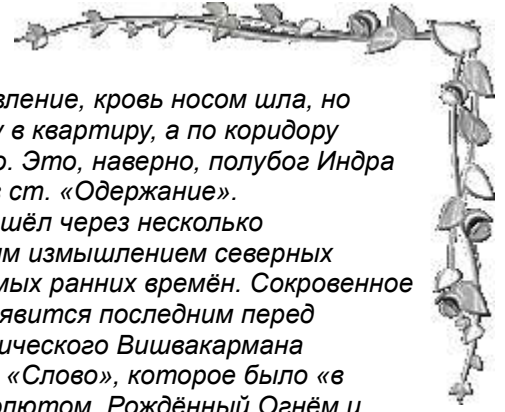 вление, кровь носом шла, но
у в квартиру, а по коридору
о. Это, наверно, полубог Индра
в ст. «Одержание».
шёл через несколько
ым измышлением северных
мых ранних времён. Сокровенное
явится последним перед
ического Вишвакармана
«Слово», которое было «в
олютом. Рождённый Огнём и